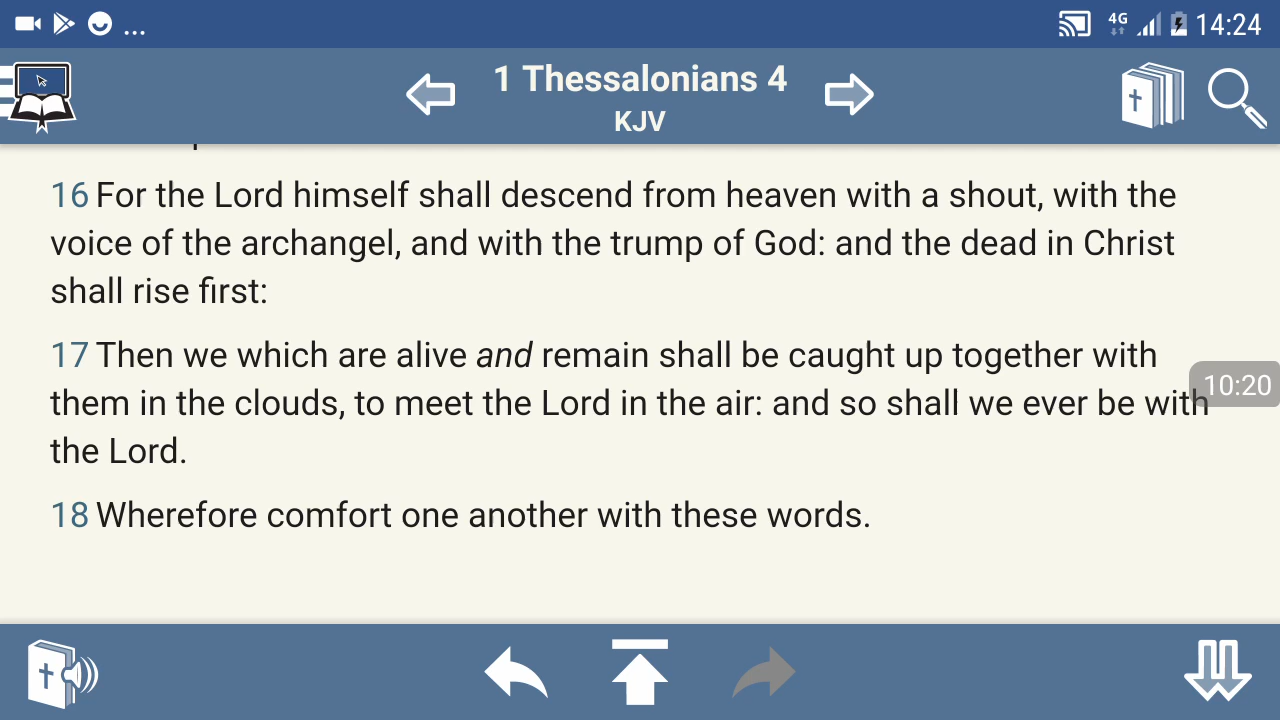 ... 4G 14:24
1 Thessalonians 4
KJV
16 For the Lord himself shall descend from heaven with a shout, with the
voice of the archangel, and with the trump of God: and the dead in Christ
shall rise first:
17 Then we which are alive and remain shall be caught up together with
them in the clouds, to meet the Lord in the air: and so shall we ever be with
the Lord.
10:20
18 Wherefore comfort one another with these words.